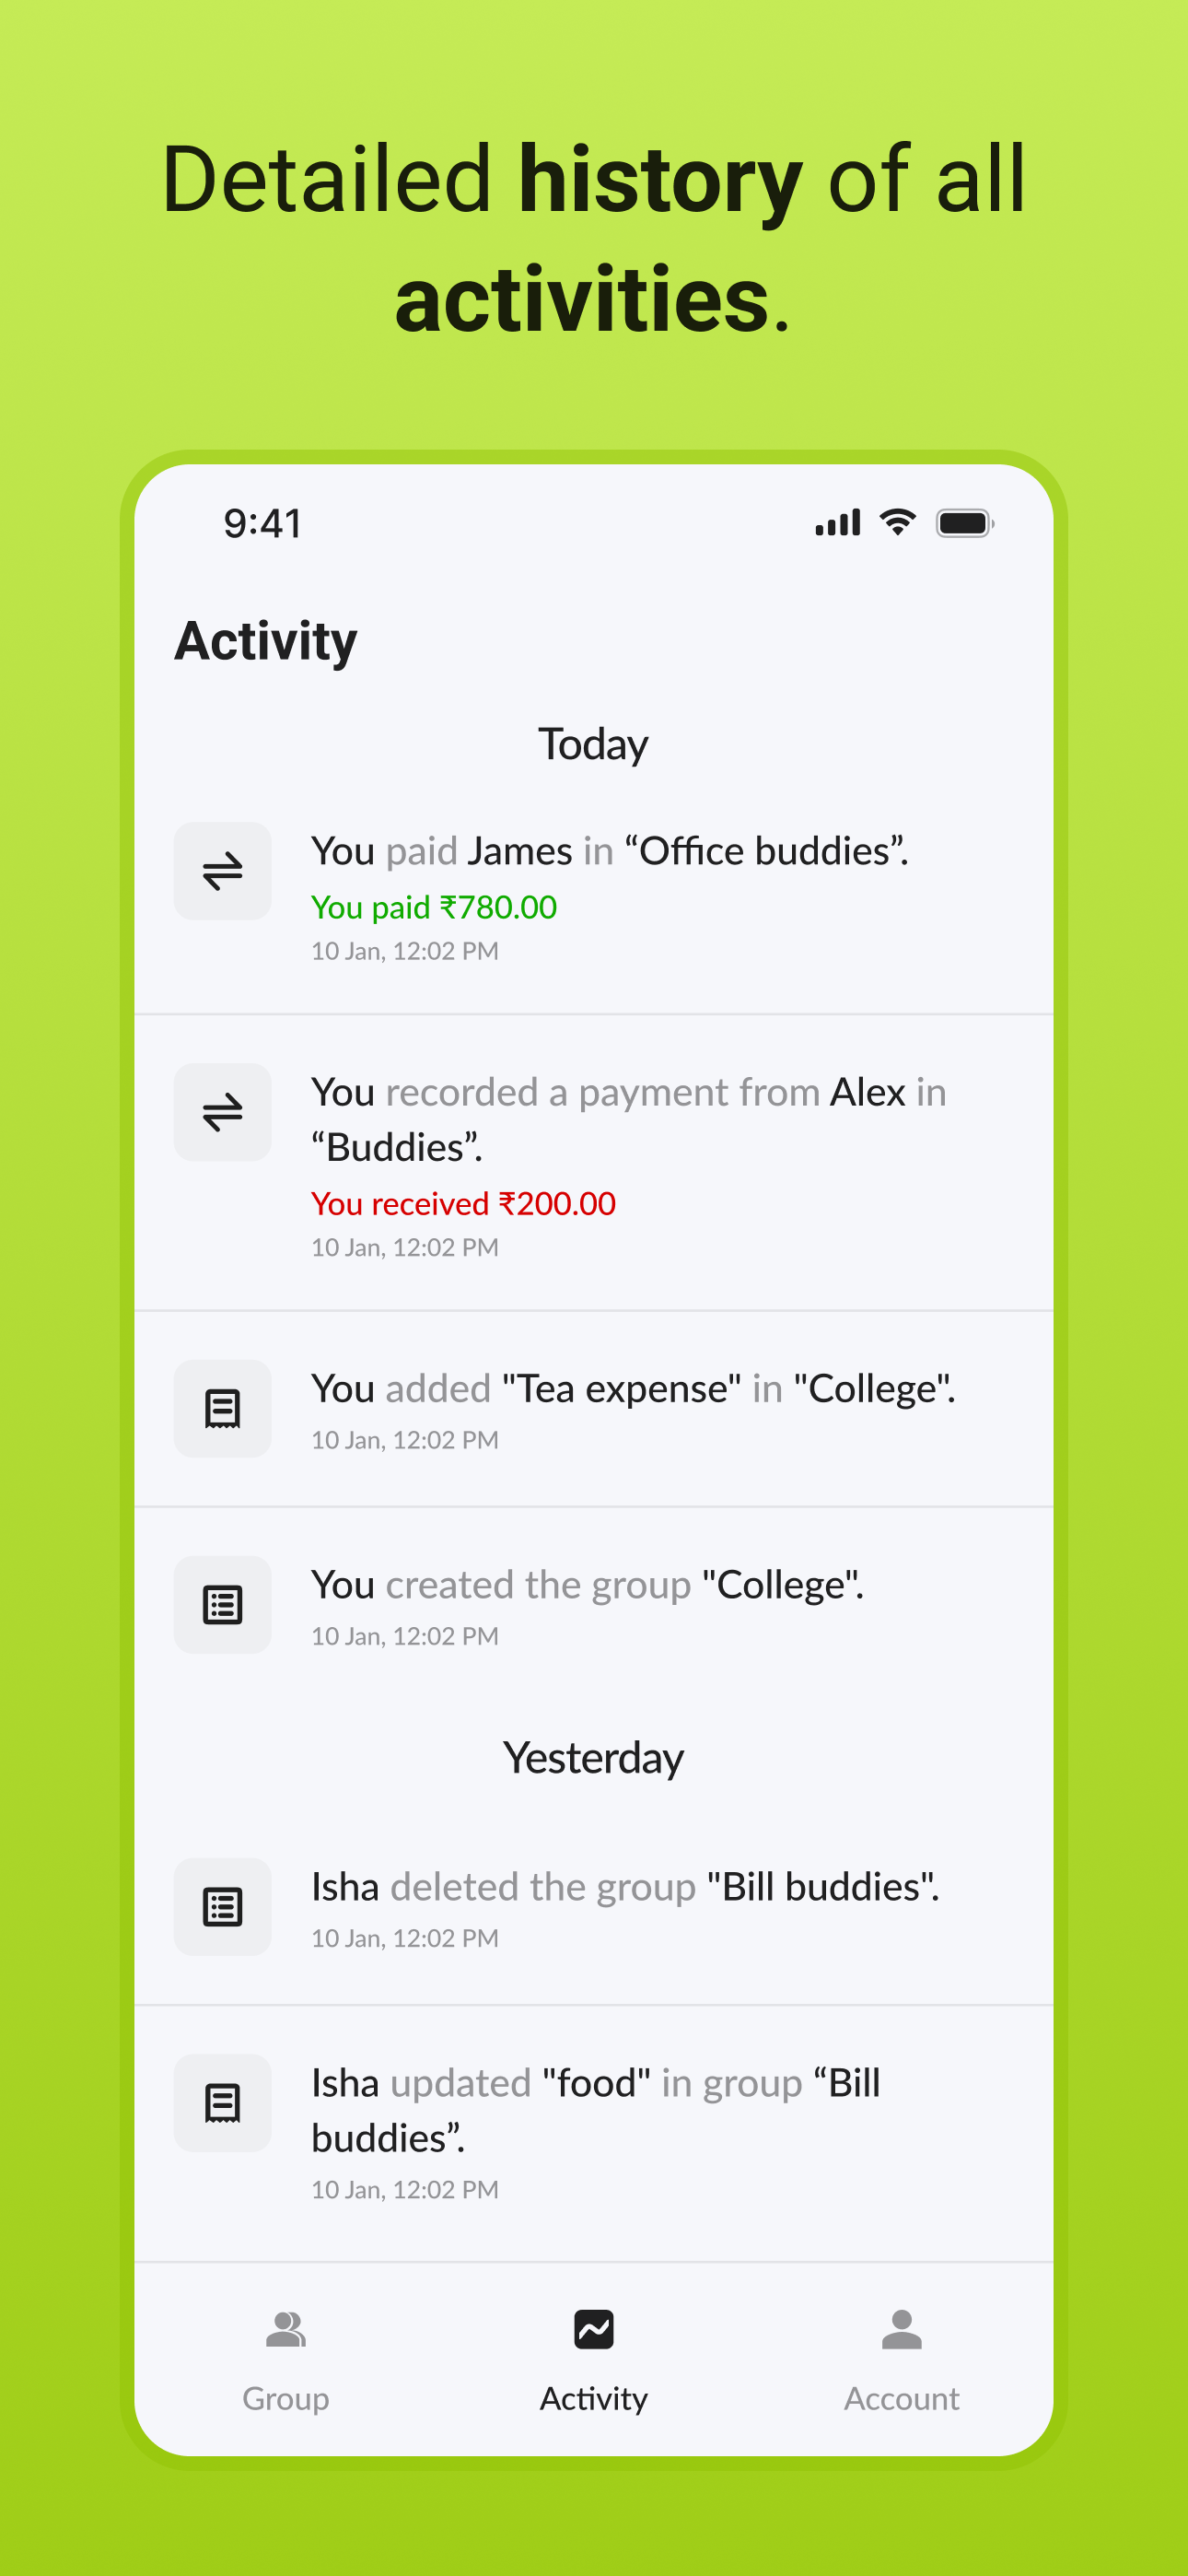 Detailed history of all
activities.
9:41
Activity
Today
You paid James in “Office buddies”.
You paid ₹780.00
10 Jan, 12:02 PM
You recorded a payment from Alex in
“Buddies”.
You received ₹200.00
10 Jan, 12:02 PM
You added "Tea expense" in "College".
10 Jan, 12:02 PM
You created the group "College".
10 Jan, 12:02 PM
Yesterday
Isha deleted the group "Bill buddies".
10 Jan, 12:02 PM
Isha updated "food" in group “Bill
buddies”.
10 Jan, 12:02 PM
Group
Activity
Account